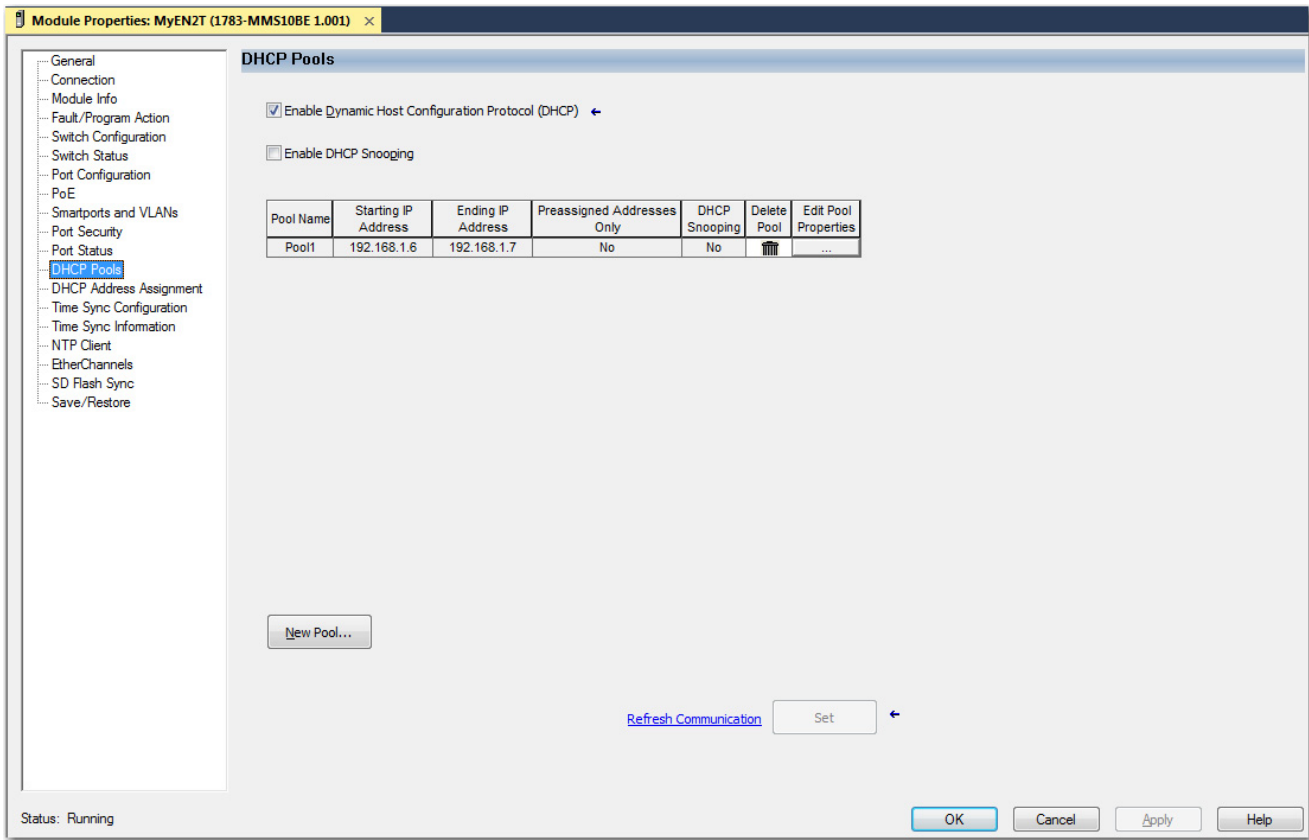 Module Properties: MyEN2T (1783-MMS10BE 1.001) ×
General
Connection
Module Info
Fault/Program Action
Switch Configuration
Switch Status
Port Configuration
PoE
Smartports and VLANs
Port Security
Port Status
DHCP Pools
DHCP Address Assignment
Time Sync Configuration
Time Sync Information
NTP Client
EtherChannels
SD Flash Sync
Save/Restore
DHCP Pools
Enable Dynamic Host Configuration Protocol (DHCP) ←
Enable DHCP Snooping
Pool Name Starting IP Address Ending IP Address Preassigned Addresses Only DHCP Snooping Delete Pool Edit Pool Properties
Pool1 192.168.1.6 192.168.1.7 No No ...
New Pool...
Refresh Communication Set ←
Status: Running OK Cancel Apply Help